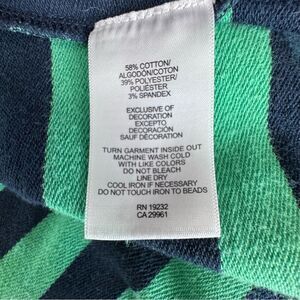 58% COTTON/
ALGODÓN/COTON
39% POLYESTER/
POLIÉSTER
3% SPANDEX
EXCLUSIVE OF
DECORATION
EXCEPTO
DECORACIÓN
SAUF DÉCORATION
TURN GARMENT INSIDE OUT
MACHINE WASH COLD
WITH LIKE COLORS
DO NOT BLEACH
LINE DRY
COOL IRON IF NECESSARY
DO NOT TOUCH IRON TO BEADS
RN 19232
CA 29961